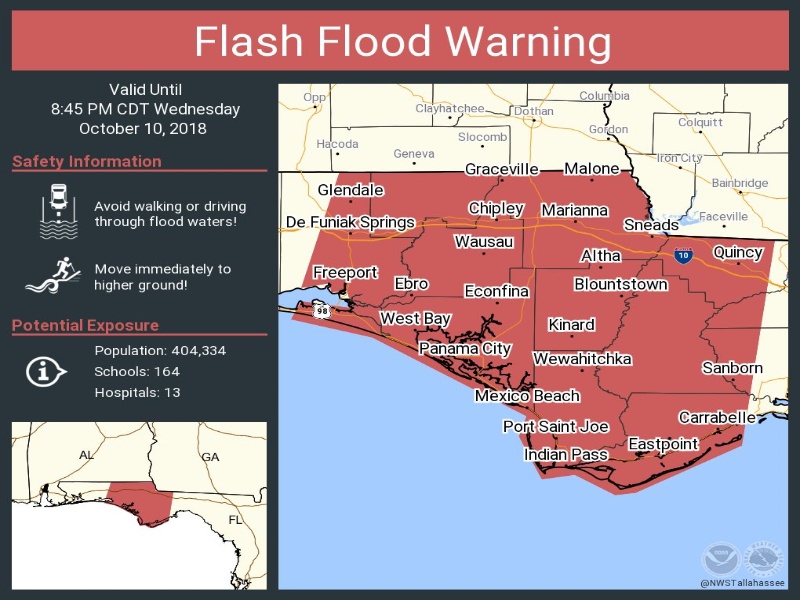 Flash Flood Warning
Valid Until
8:45 PM CDT Wednesday
October 10, 2018
Safety Information
Avoid walking or driving
through flood waters!
Move immediately to
higher ground!
Potential Exposure
Population: 404,334
Schools: 164
Hospitals: 13
AL
GA
FL
Opp
Columbia
Clayhatchee
Dothan
Colquitt
Gordon
Slocomb
Hacoda
Geneva
Iron City
Graceville
Malone
Bainbridge
Glendale
Chipley
Marianna
Faceville
De Funiak Springs
Sneads
Wausau
Altha
10
Quincy
Freeport
Ebro
Econfina
Blountstown
98
West Bay
Kinard
Panama City
Wewahitchka
Sanborn
Mexico Beach
Carrabelle
Port Saint Joe
Eastpoint
Indian Pass
@NWSTallahassee